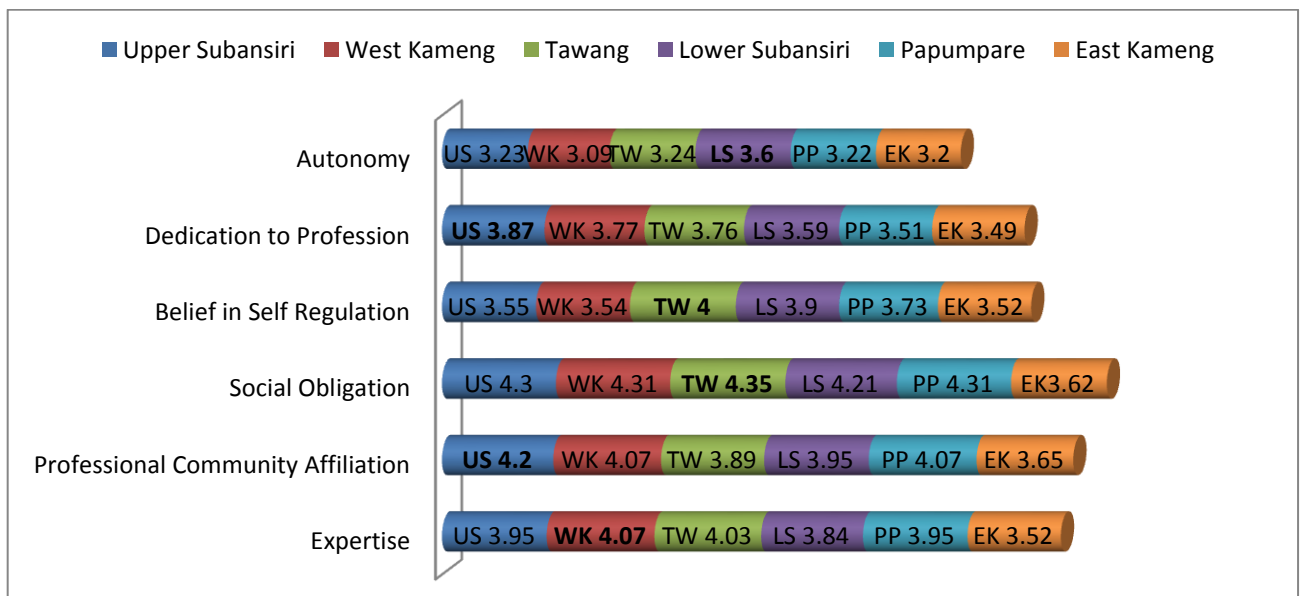 Upper Subansiri West Kameng Tawang Lower Subansiri Papumpare East Kameng
Autonomy US 3.23 WK 3.09 TW 3.24 LS 3.6 PP 3.22 EK 3.2
Dedication to Profession US 3.87 WK 3.77 TW 3.76 LS 3.59 PP 3.51 EK 3.49
Belief in Self Regulation US 3.55 WK 3.54 TW 4 LS 3.9 PP 3.73 EK 3.52
Social Obligation US 4.3 WK 4.31 TW 4.35 LS 4.21 PP 4.31 EK3.62
Professional Community Affiliation US 4.2 WK 4.07 TW 3.89 LS 3.95 PP 4.07 EK 3.65
Expertise US 3.95 WK 4.07 TW 4.03 LS 3.84 PP 3.95 EK 3.52